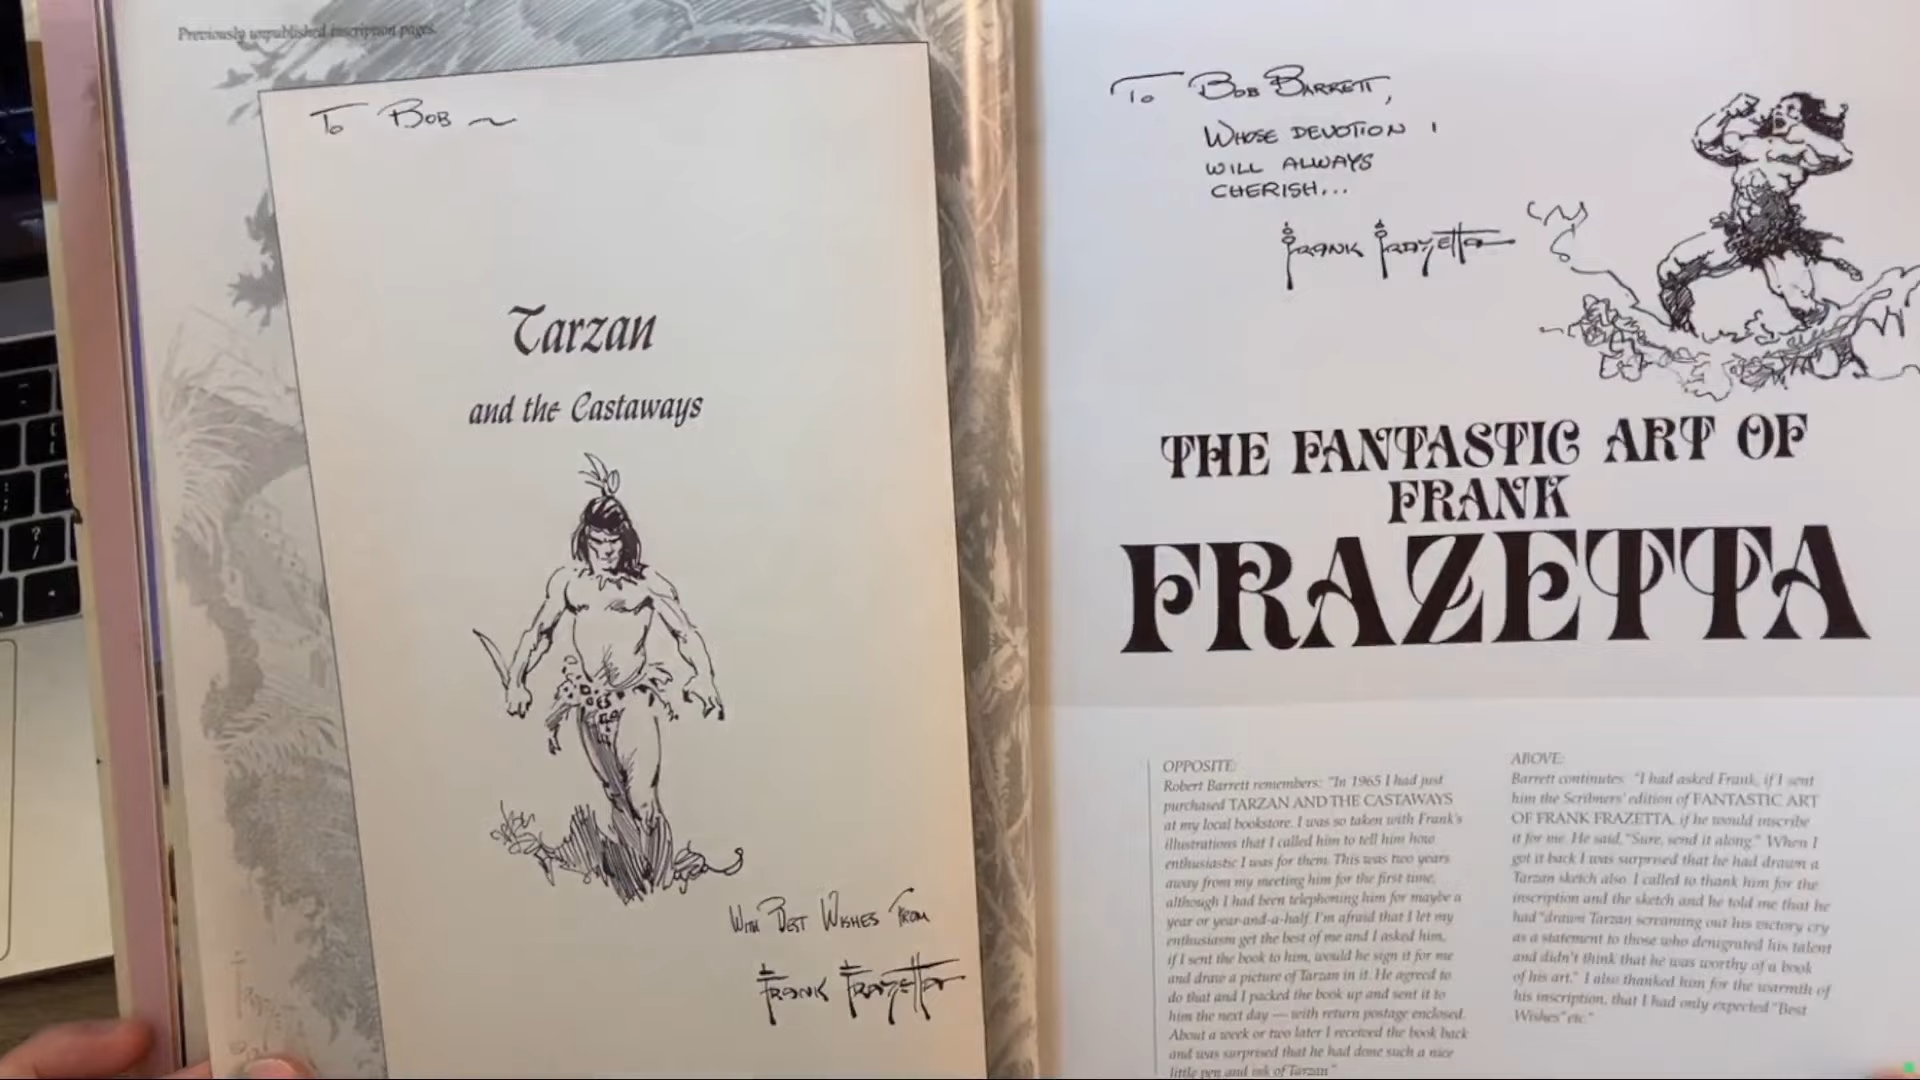 Previously unpublished inscription pages.
To Bob ~
Tarzan
and the Castaways
With Best Wishes From
Frank Frazetta
To Bob Barrett,
Whose devotion I
will always
cherish...
Frank Frazetta
THE FANTASTIC ART OF
FRANK
FRAZETTA
OPPOSITE:
Robert Barrett remembers: "In 1965 I had just
purchased TARZAN AND THE CASTAWAYS
at my local bookstore. I was so taken with Frank's
illustrations that I called him to tell him how
enthusiastic I was for them. This was two years
away from my meeting him for the first time,
although I had been telephoning him for maybe a
year or year-and-a-half. I'm afraid that I let my
enthusiasm get the best of me and I asked him,
if I sent the book to him, would he sign it for me
and draw a picture of Tarzan in it. He agreed to
do that and I packed the book up and sent it to
him the next day — with return postage enclosed.
About a week or two later I received the book back
and was surprised that he had done such a nice
little pen and ink of Tarzan"
ABOVE:
Barrett continues: "I had asked Frank, if I sent
him the Scribners' edition of FANTASTIC ART
OF FRANK FRAZETTA, if he would inscribe
it for me. He said, "Sure, send it along." When I
got it back I was surprised that he had drawn a
Tarzan sketch also. I called to thank him for the
inscription and the sketch and he told me that he
had "drawn Tarzan screaming out his victory cry
as a statement to those who denigrated his talent
and didn't think that he was worthy of a book
of his art." I also thanked him for the warmth of
his inscription, that I had only expected "Best
Wishes" etc."
?
/